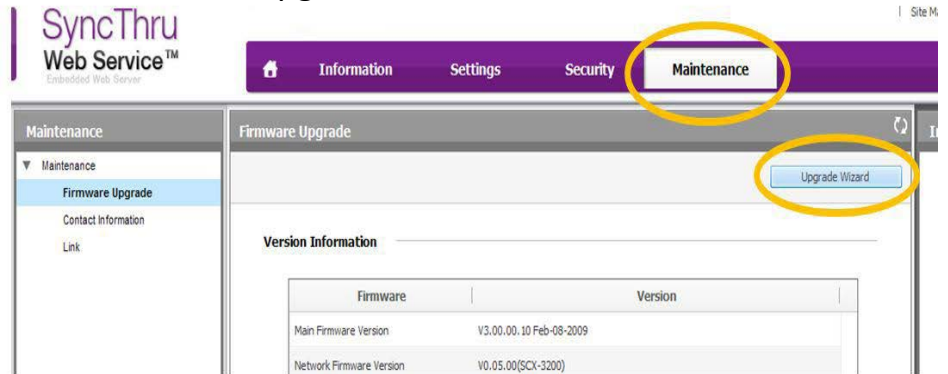 SyncThru
Web Service™
Embedded Web Server
Site Ma
Information Settings Security Maintenance
Maintenance
Firmware Upgrade
Maintenance
Firmware Upgrade
Contact Information
Link
Upgrade Wizard
Version Information
Firmware Version
Main Firmware Version V3.00.00.10 Feb-08-2009
Network Firmware Version V0.05.00(SCX-3200)